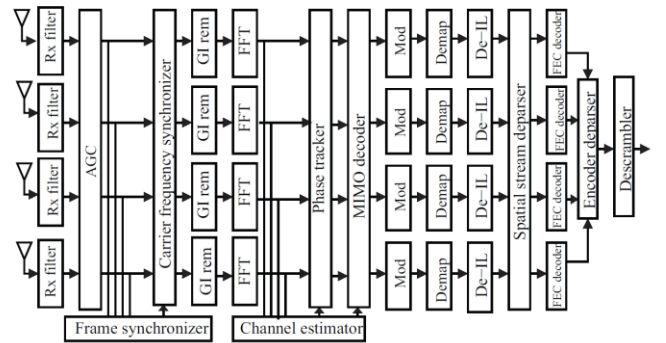 Rx filter
AGC
Carrier frequency synchronizer
GI rem
FFT
Phase tracker
MIMO decoder
Mod
Demap
De−IL
Spatial stream deparser
FEC decoder
Encoder deparser
Descrambler
Rx filter
GI rem
FFT
Mod
Demap
De−IL
FEC decoder
Rx filter
GI rem
FFT
Mod
Demap
De−IL
FEC decoder
Rx filter
GI rem
FFT
Mod
Demap
De−IL
FEC decoder
Frame synchronizer
Channel estimator